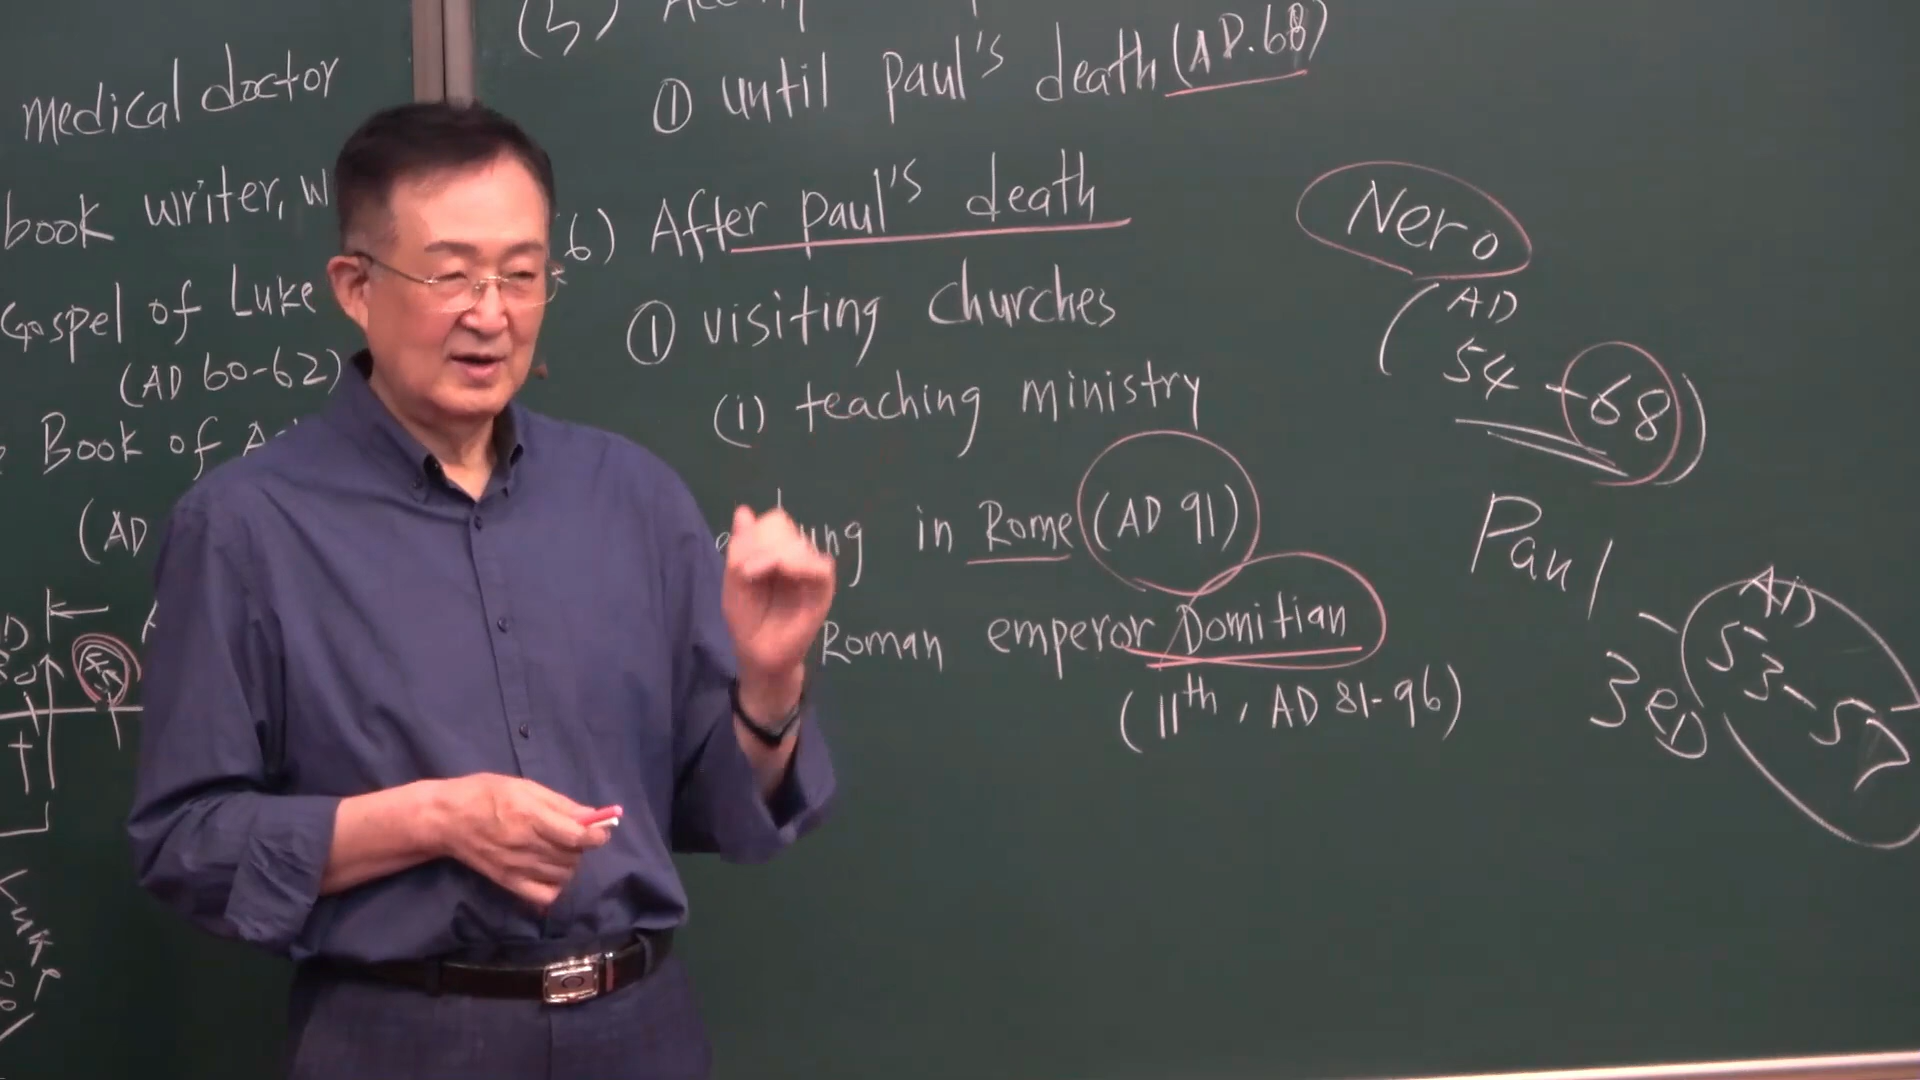 medical doctor
book writer, w
Gospel of Luke
(AD 60-62)
Book of A
(AD
(5)
① until paul's death (AD.68)
6) After paul's death
① visiting churches
(i) teaching ministry
in Rome (AD 91)
Roman emperor Domitian
(11th, AD 81-96)
Nero
(AD
54-68)
Paul
AD
3
53-57